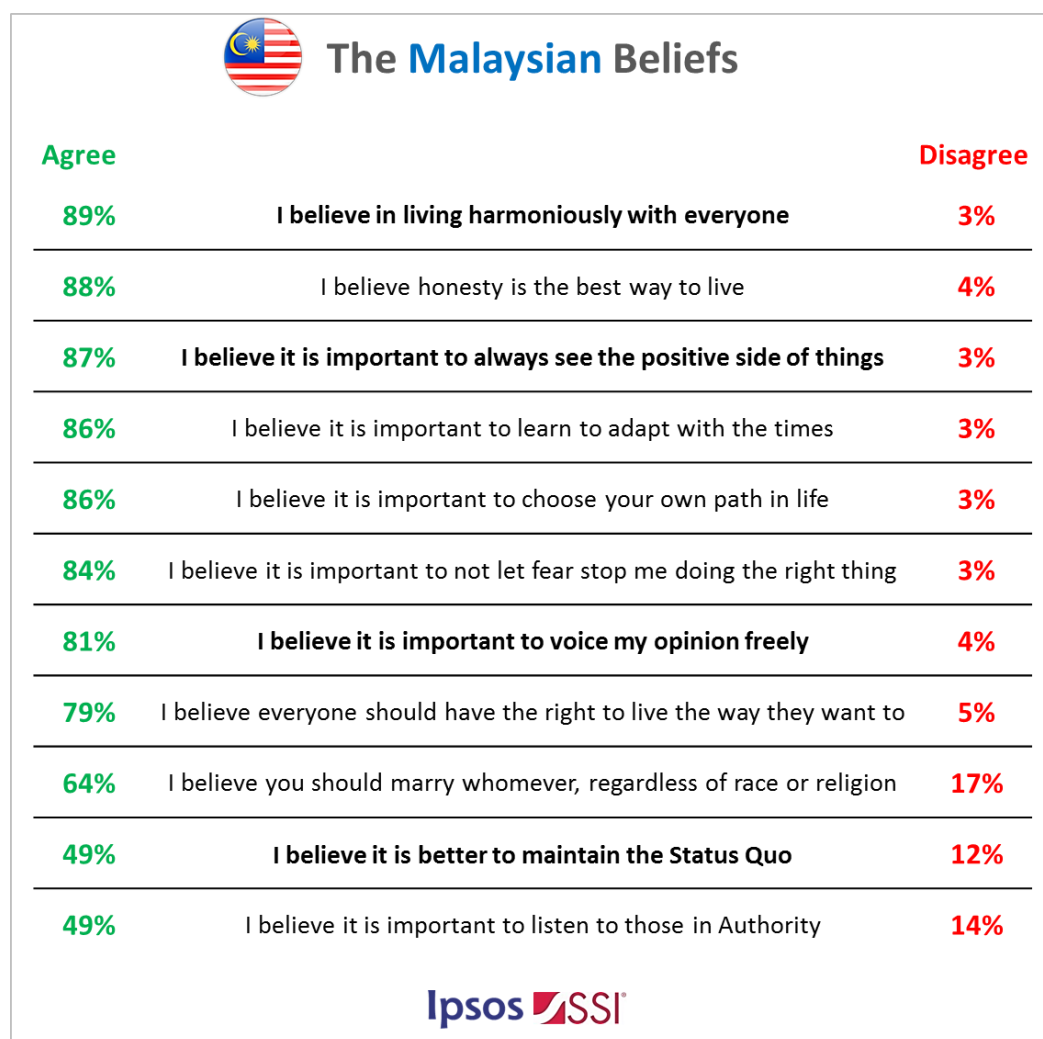 The Malaysian Beliefs
Agree Disagree
89% I believe in living harmoniously with everyone 3%
88% I believe honesty is the best way to live 4%
87% I believe it is important to always see the positive side of things 3%
86% I believe it is important to learn to adapt with the times 3%
86% I believe it is important to choose your own path in life 3%
84% I believe it is important to not let fear stop me doing the right thing 3%
81% I believe it is important to voice my opinion freely 4%
79% I believe everyone should have the right to live the way they want to 5%
64% I believe you should marry whomever, regardless of race or religion 17%
49% I believe it is better to maintain the Status Quo 12%
49% I believe it is important to listen to those in Authority 14%
Ipsos SSI